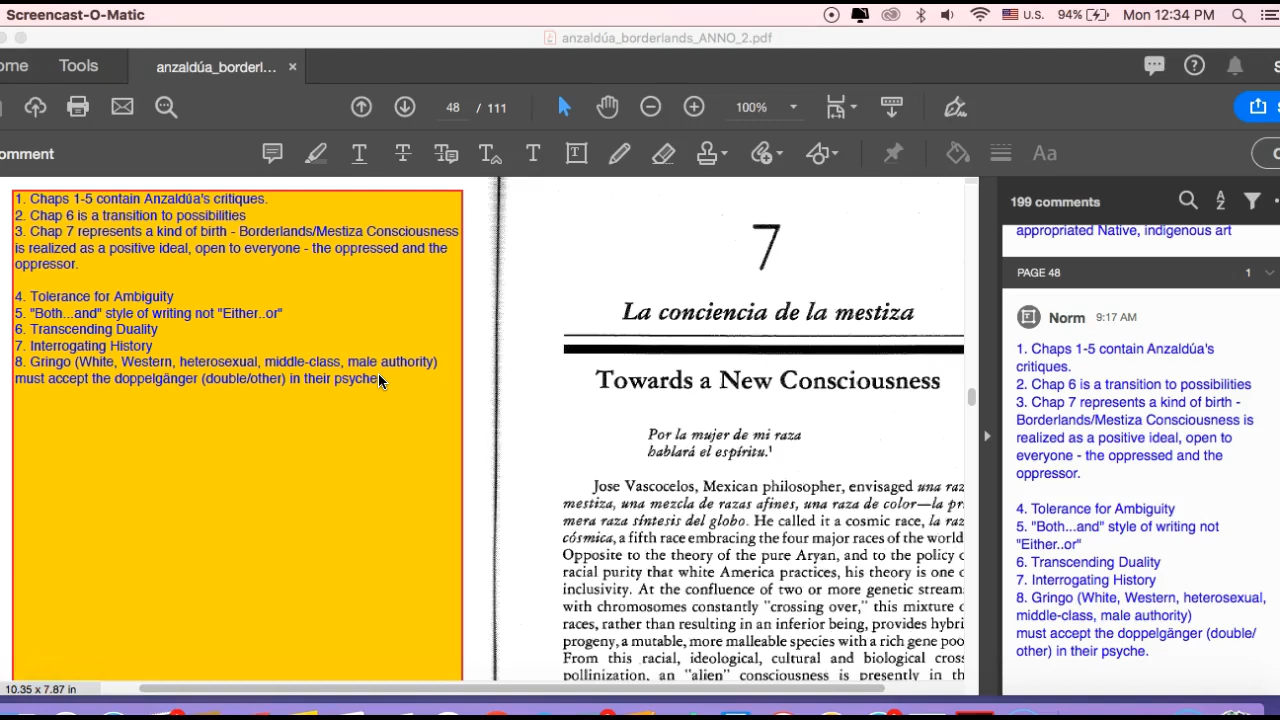 Screencast-O-Matic
U.S. 94% Mon 12:34 PM
anzaldúa_borderlands_ANNO_2.pdf
ome Tools anzaldúa_borderl... ×
48 / 111 100%
omment
Aa
1. Chaps 1-5 contain Anzaldûa's critiques.
2. Chap 6 is a transition to possibilities
3. Chap 7 represents a kind of birth - Borderlands/Mestiza Consciousness
is realized as a positive ideal, open to everyone - the oppressed and the
oppressor.
4. Tolerance for Ambiguity
5. "Both...and" style of writing not "Either..or"
6. Transcending Duality
7. Interrogating History
8. Gringo (White, Western, heterosexual, middle-class, male authority)
must accept the doppelgänger (double/other) in their psyche
10.35 x 7.87 in
7
La conciencia de la mestiza
Towards a New Consciousness
Por la mujer de mi raza
hablará el espíritu.¹
Jose Vascocelos, Mexican philosopher, envisaged una raz
mestiza, una mezcla de razas afines, una raza de color—la pr
mera raza síntesis del globo. He called it a cosmic race, la raz
cósmica, a fifth race embracing the four major races of the world
Opposite to the theory of the pure Aryan, and to the policy o
racial purity that white America practices, his theory is one o
inclusivity. At the confluence of two or more genetic stream
with chromosomes constantly "crossing over," this mixture o
races, rather than resulting in an inferior being, provides hybri
progeny, a mutable, more malleable species with a rich gene poo
From this racial, ideological, cultural and biological cross
pollinization, an "alien" consciousness is presently in th
199 comments
appropriated Native, indigenous art
PAGE 48 1
Norm 9:17 AM
1. Chaps 1-5 contain Anzaldûa's
critiques.
2. Chap 6 is a transition to possibilities
3. Chap 7 represents a kind of birth -
Borderlands/Mestiza Consciousness is
realized as a positive ideal, open to
everyone - the oppressed and the
oppressor.
4. Tolerance for Ambiguity
5. "Both...and" style of writing not
"Either..or"
6. Transcending Duality
7. Interrogating History
8. Gringo (White, Western, heterosexual,
middle-class, male authority)
must accept the doppelgänger (double/
other) in their psyche.